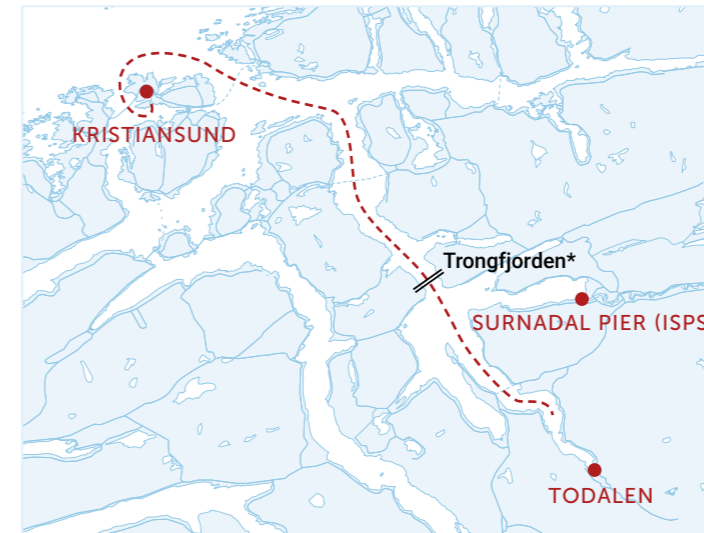 KRISTIANSUND
Trongfjorden*
SURNADAL PIER (ISPS
TODALEN